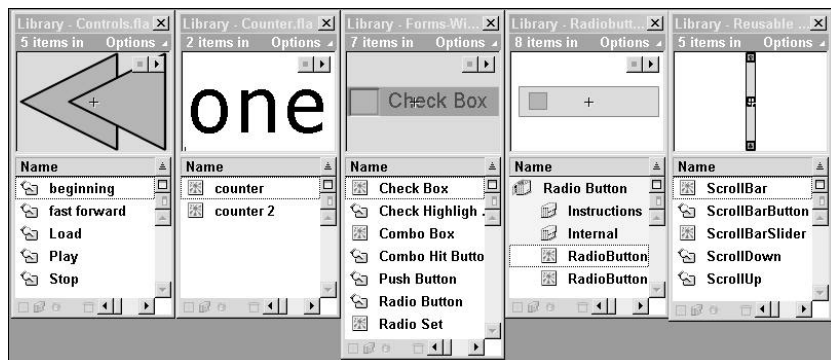 Library - Controls.fla
5 items in Options
Name
beginning
fast forward
Load
Play
Stop
Library - Counter.fla
2 items in Options
one
Name
counter
counter 2
Library - Forms-Wi...
7 items in Options
Check Box
Name
Check Box
Check Highligh
Combo Box
Combo Hit Butto
Push Button
Radio Button
Radio Set
Library - Radiobutt...
8 items in Options
Name
Radio Button
Instructions
Internal
RadioButton
RadioButton
Library - Reusable ...
5 items in Options
Name
ScrollBar
ScrollBarButton
ScrollBarSlider
ScrollDown
ScrollUp